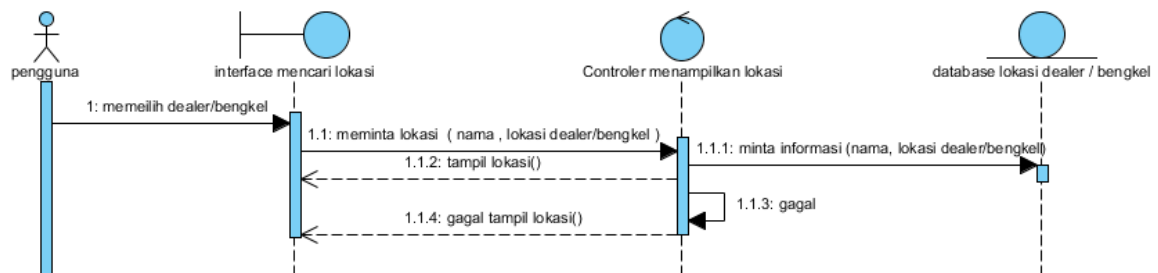 pengguna
interface mencari lokasi
Controler menampilkan lokasi
database lokasi dealer / bengkel
1: memeilih dealer/bengkel
1.1: meminta lokasi ( nama , lokasi dealer/bengkel )
1.1.1: minta informasi (nama, lokasi dealer/bengkel)
1.1.2: tampil lokasi()
1.1.3: gagal
1.1.4: gagal tampil lokasi()